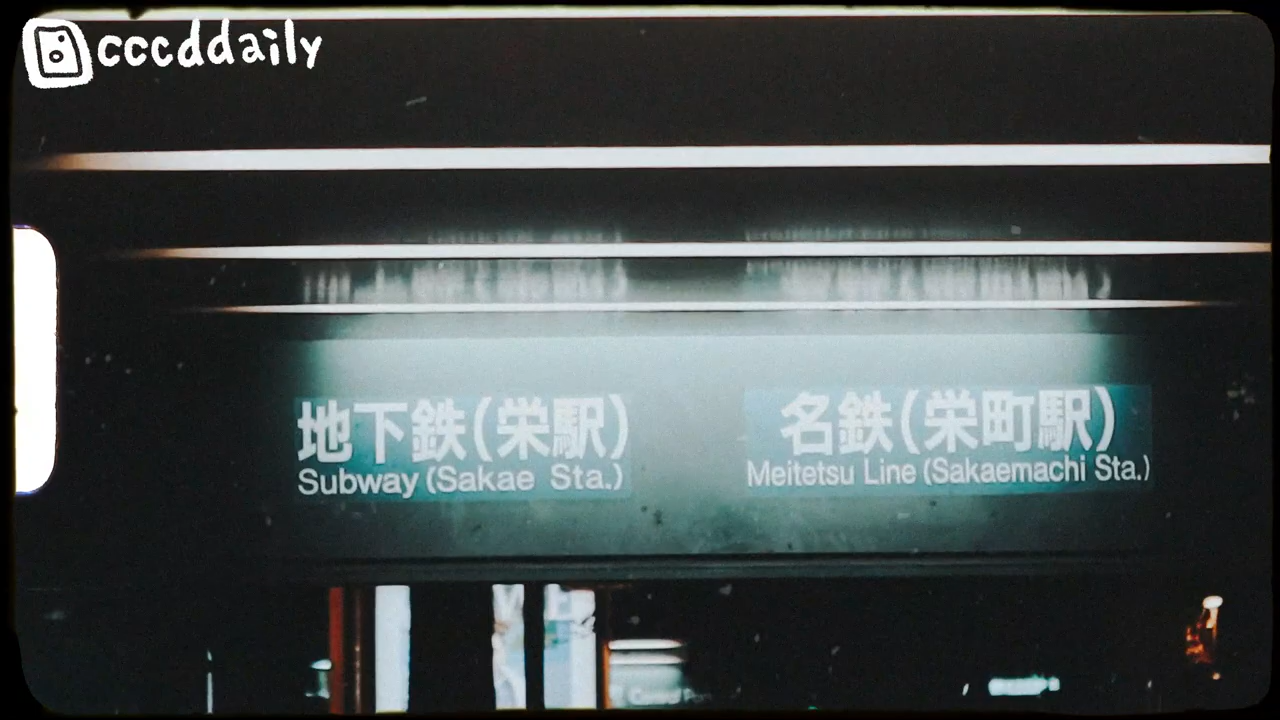 cccddaily
地下鉄(栄駅)
Subway (Sakae Sta.)
名鉄(栄町駅)
Meitetsu Line (Sakaemachi Sta.)